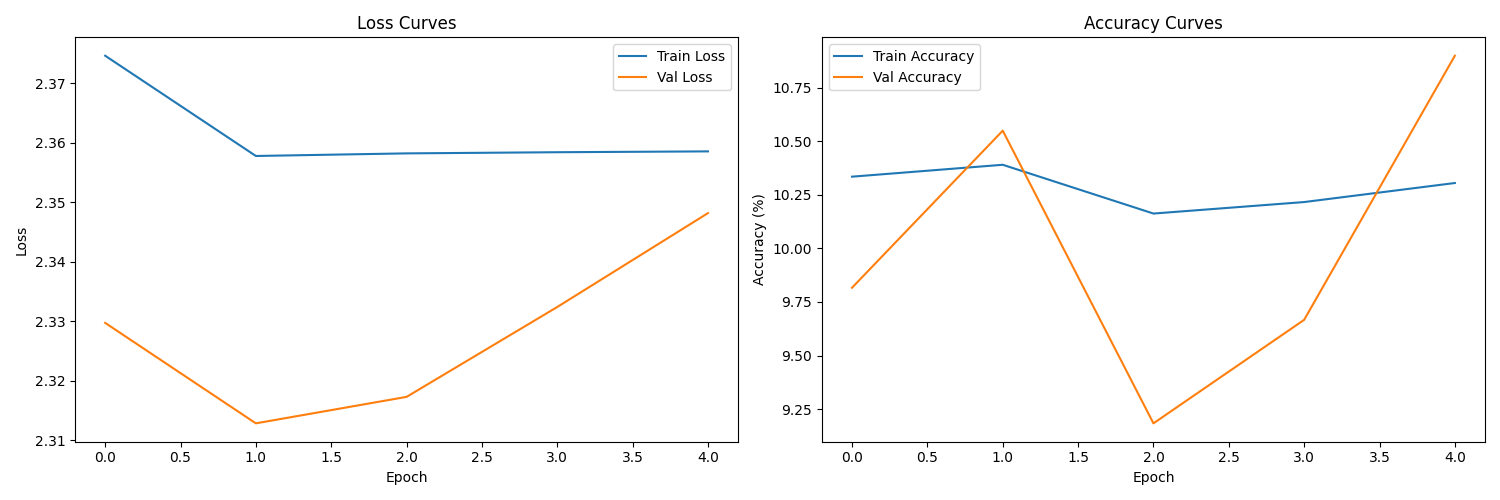 Loss Curves
Train Loss
Val Loss
2.37
2.36
2.35
2.34
2.33
2.32
2.31
Loss
0.0 0.5 1.0 1.5 2.0 2.5 3.0 3.5 4.0
Epoch
Accuracy Curves
Train Accuracy
Val Accuracy
10.75
10.50
10.25
10.00
9.75
9.50
9.25
Accuracy (%)
0.0 0.5 1.0 1.5 2.0 2.5 3.0 3.5 4.0
Epoch